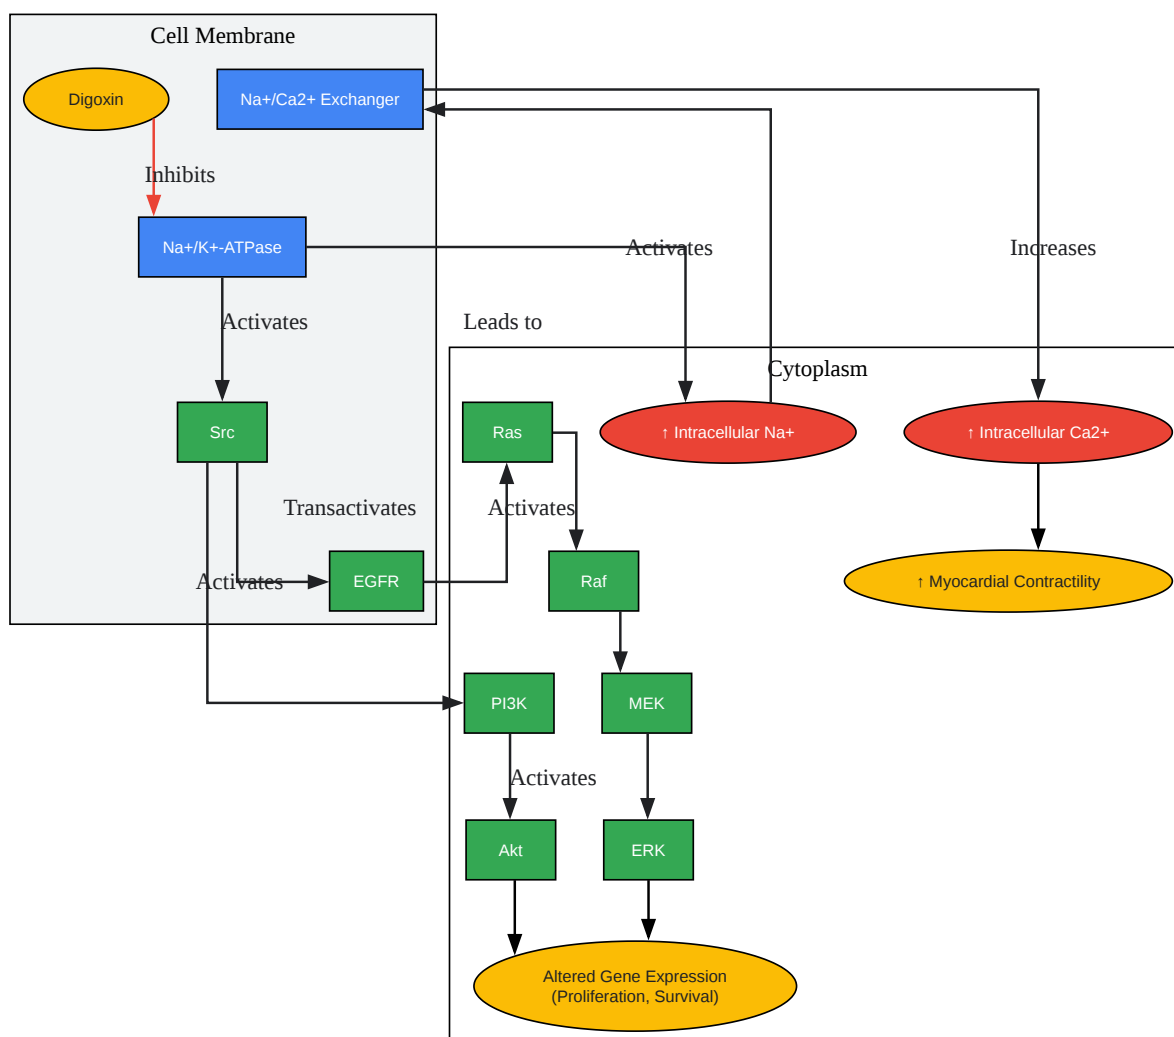 Cell Membrane
Digoxin
Na+/Ca2+ Exchanger
Inhibits
Na+/K+-ATPase
Activates
Increases
Activates
Leads to
Cytoplasm
Src
Ras
↑ Intracellular Na+
↑ Intracellular Ca2+
Transactivates
Activates
Activates
EGFR
Raf
↑ Myocardial Contractility
PI3K
MEK
Activates
Akt
ERK
Altered Gene Expression
(Proliferation, Survival)